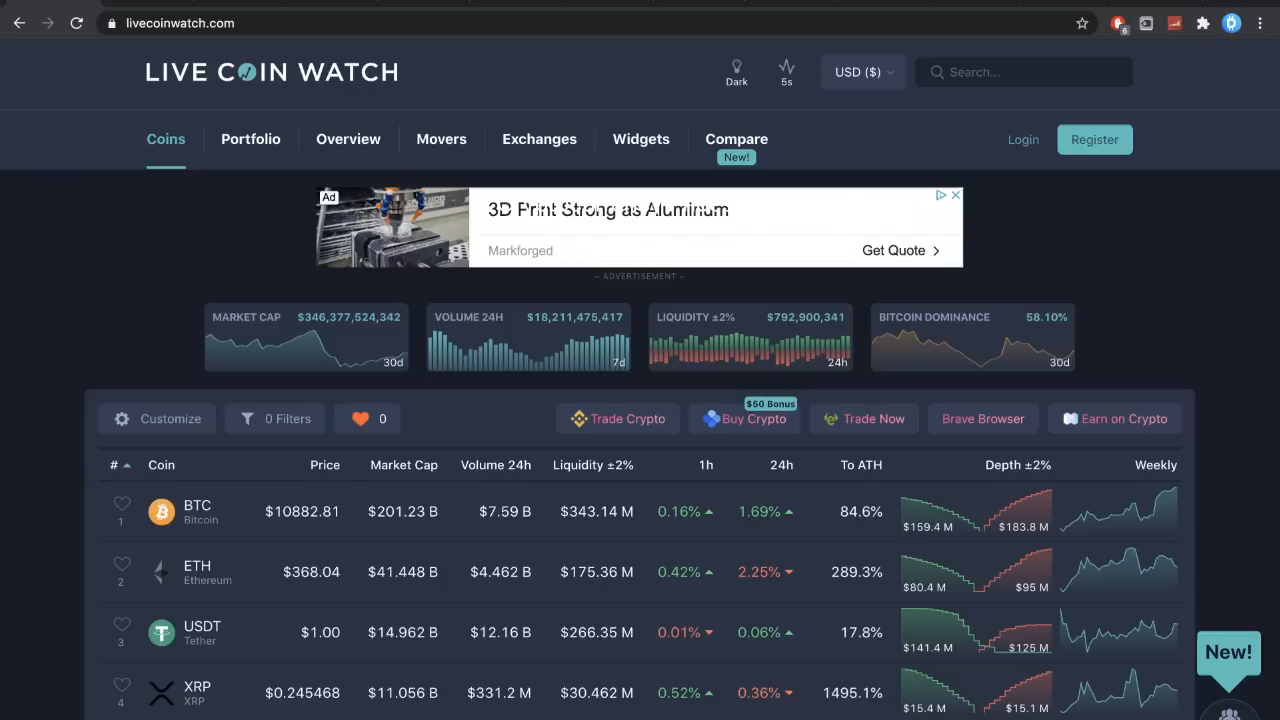 livecoinwatch.com
6
LIVE COIN WATCH
Dark
5s
USD ($)
Search...
Coins
Portfolio
Overview
Movers
Exchanges
Widgets
Compare
New!
Login
Register
Ad
3D Print Strong as Aluminum
Markforged
Get Quote
~ ADVERTISEMENT ~
MARKET CAP $346,377,524,342
30d
VOLUME 24H $18,211,475,417
7d
LIQUIDITY ±2% $792,900,341
24h
BITCOIN DOMINANCE 58.10%
30d
Customize
0 Filters
0
Trade Crypto
$50 Bonus
Buy Crypto
Trade Now
Brave Browser
Earn on Crypto
# Coin Price Market Cap Volume 24h Liquidity ±2% 1h 24h To ATH Depth ±2% Weekly
1 BTC Bitcoin $10882.81 $201.23 B $7.59 B $343.14 M 0.16% 1.69% 84.6% $159.4 M $183.8 M
2 ETH Ethereum $368.04 $41.448 B $4.462 B $175.36 M 0.42% 2.25% 289.3% $80.4 M $95 M
3 USDT Tether $1.00 $14.962 B $12.16 B $266.35 M 0.01% 0.06% 17.8% $141.4 M $125 M
4 XRP XRP $0.245468 $11.056 B $331.2 M $30.462 M 0.52% 0.36% 1495.1% $15.4 M $15.1 M
New!